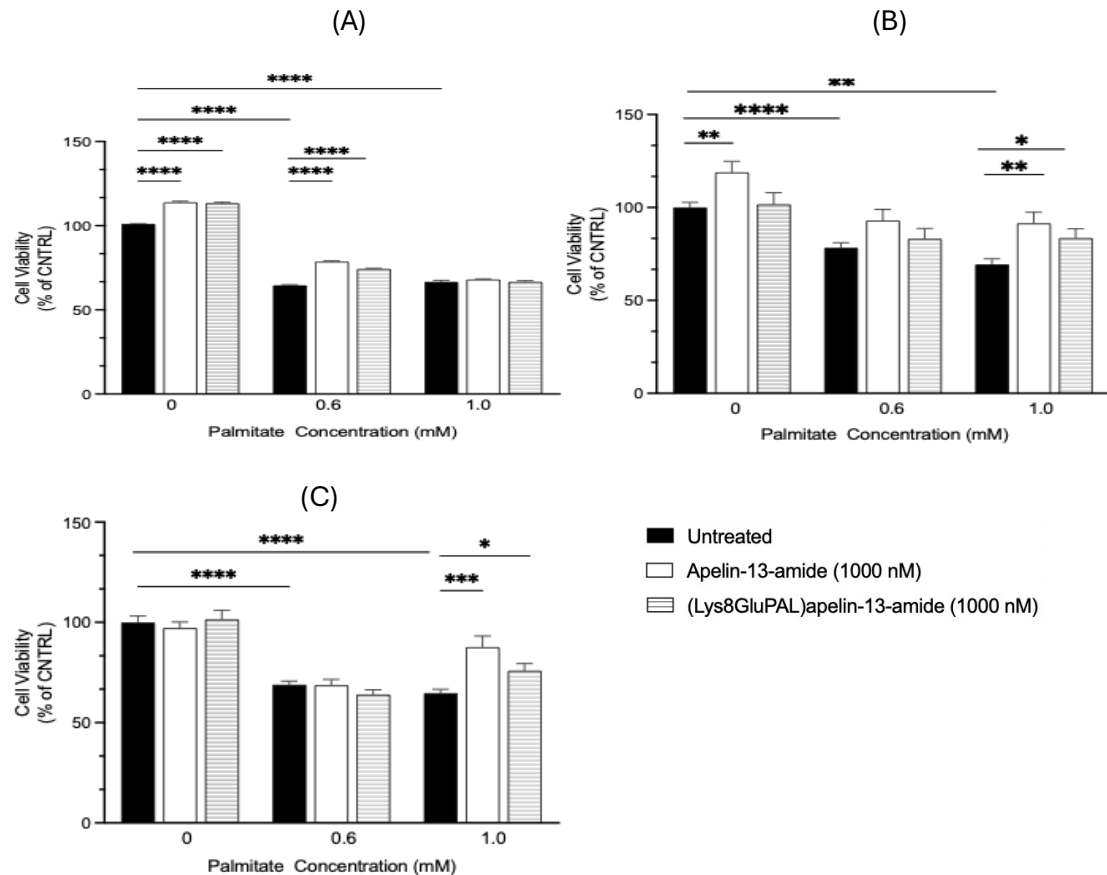 (A)
****
****
****
****
****
****
150
100
50
0
Cell Viability
(% of CNTRL)
0 0.6 1.0
Palmitate Concentration (mM)
(B)
**
****
**
*
**
150
100
50
0
Cell Viability
(% of CNTRL)
0 0.6 1.0
Palmitate Concentration (mM)
(C)
****
****
*
***
150
100
50
0
Cell Viability
(% of CNTRL)
0 0.6 1.0
Palmitate Concentration (mM)
Untreated
Apelin-13-amide (1000 nM)
(Lys8GluPAL)apelin-13-amide (1000 nM)